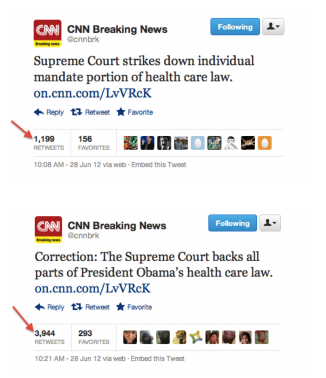 CNN Breaking News
@cnnbrk
Following
CNN
Breaking News
Supreme Court strikes down individual
mandate portion of health care law.
on.cnn.com/LvVRcK
Reply Retweet Favorite
1,199 156
RETWEETS FAVORITES
10:08 AM - 28 Jun 12 via web · Embed this Tweet
CNN Breaking News
@cnnbrk
Following
CNN
Breaking News
Correction: The Supreme Court backs all
parts of President Obama's health care law.
on.cnn.com/LvVRcK
Reply Retweet Favorite
3,944 293
RETWEETS FAVORITES
10:21 AM - 28 Jun 12 via web · Embed this Tweet